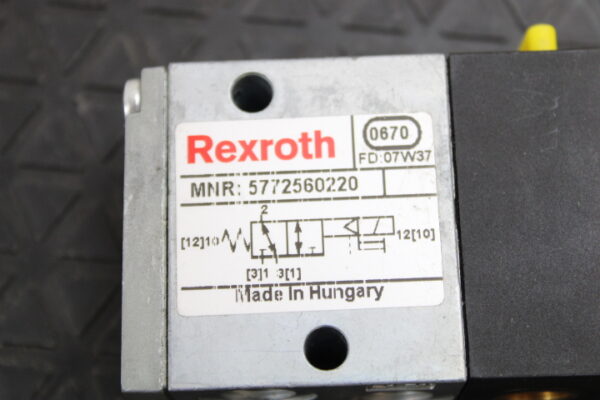 Rexroth
0670
FD:07W37
MNR: 5772560220
2
[12]10
12[10]
[3]1 3[1]
Made In Hungary